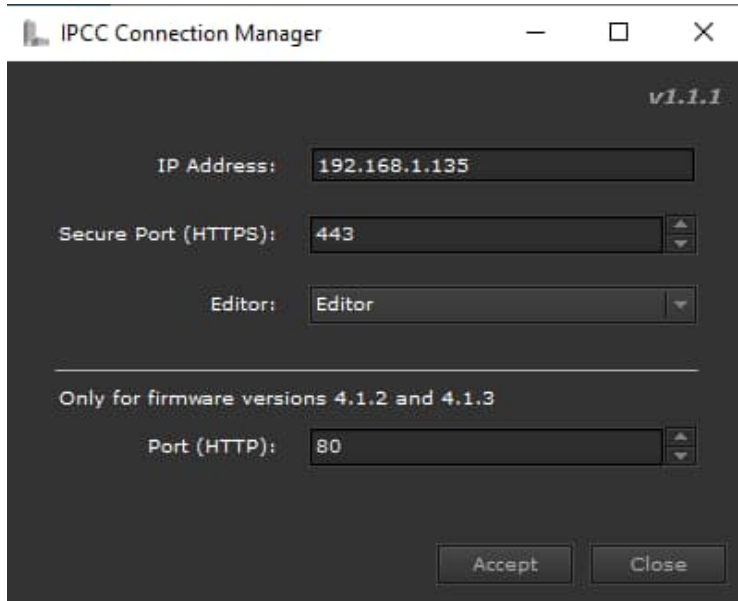 IPCC Connection Manager
v1.1.1
IP Address: 192.168.1.135
Secure Port (HTTPS): 443
Editor: Editor
Only for firmware versions 4.1.2 and 4.1.3
Port (HTTP): 80
Accept Close